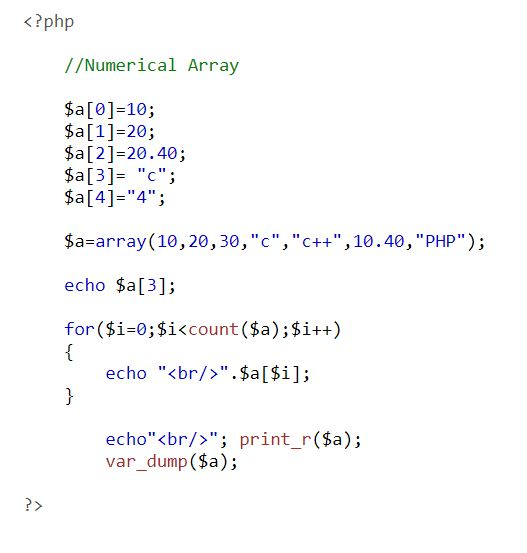 <?php
//Numerical Array
$a[0]=10;
$a[1]=20;
$a[2]=20.40;
$a[3]= "c";
$a[4]="4";
$a=array(10,20,30,"c","c++",10.40,"PHP");
echo $a[3];
for($i=0;$i<count($a);$i++)
{
echo "<br/>".$a[$i];
}
echo"<br/>"; print_r($a);
var_dump($a);
?>